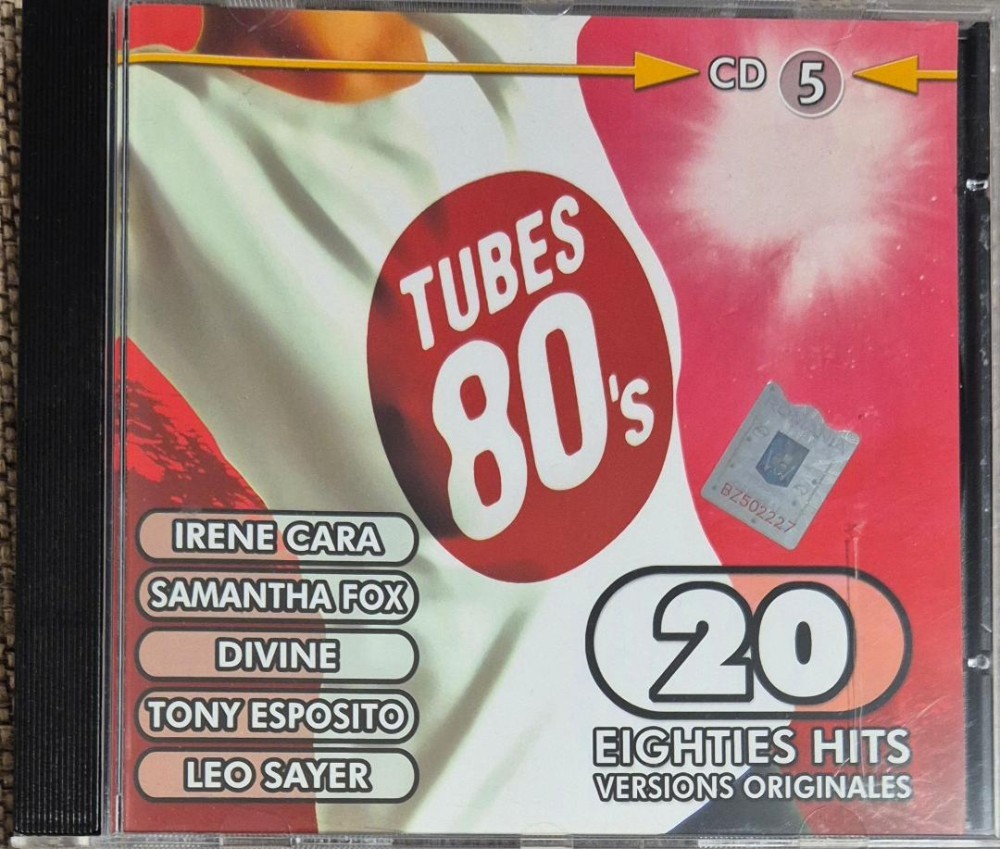 CD 5
TUBES
80's
BZ502227
IRENE CARA
SAMANTHA FOX
DIVINE
TONY ESPOSITO
LEO SAYER
20
EIGHTIES HITS
VERSIONS ORIGINALES